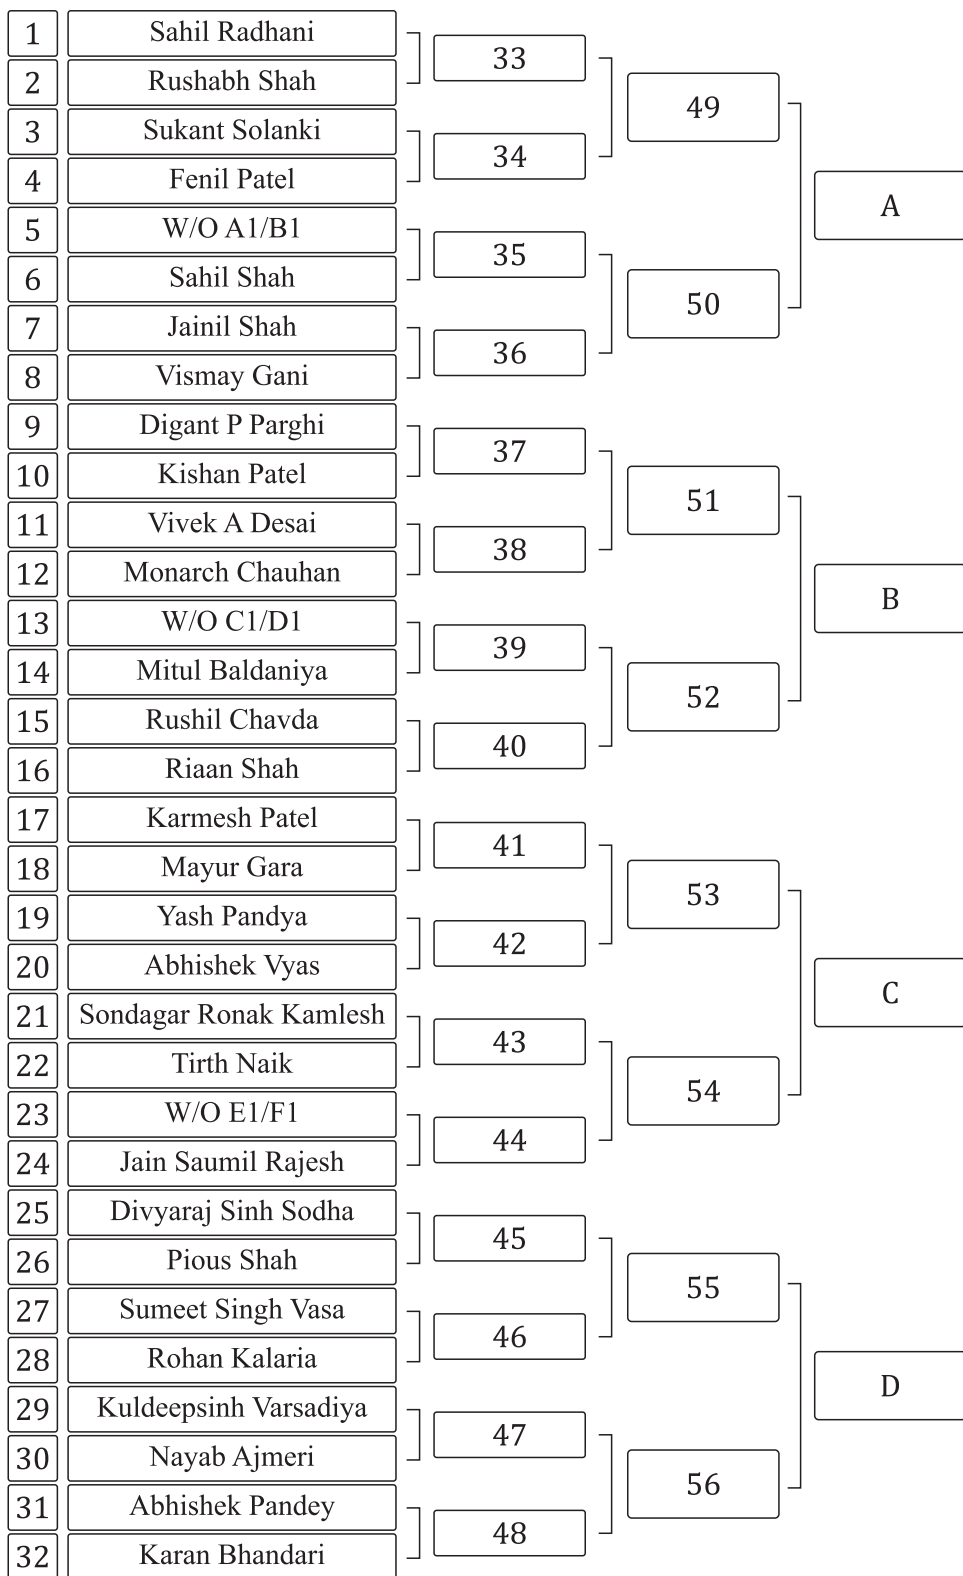 1 Sahil Radhani
2 Rushabh Shah
3 Sukant Solanki
4 Fenil Patel
5 W/O A1/B1
6 Sahil Shah
7 Jainil Shah
8 Vismay Gani
9 Digant P Parghi
10 Kishan Patel
11 Vivek A Desai
12 Monarch Chauhan
13 W/O C1/D1
14 Mitul Baldaniya
15 Rushil Chavda
16 Riaan Shah
17 Karmesh Patel
18 Mayur Gara
19 Yash Pandya
20 Abhishek Vyas
21 Sondagar Ronak Kamlesh
22 Tirth Naik
23 W/O E1/F1
24 Jain Saumil Rajesh
25 Divyaraj Sinh Sodha
26 Pious Shah
27 Sumeet Singh Vasa
28 Rohan Kalaria
29 Kuldeepsinh Varsadiya
30 Nayab Ajmeri
31 Abhishek Pandey
32 Karan Bhandari
33
34
35
36
37
38
39
40
41
42
43
44
45
46
47
48
49
50
51
52
53
54
55
56
A
B
C
D